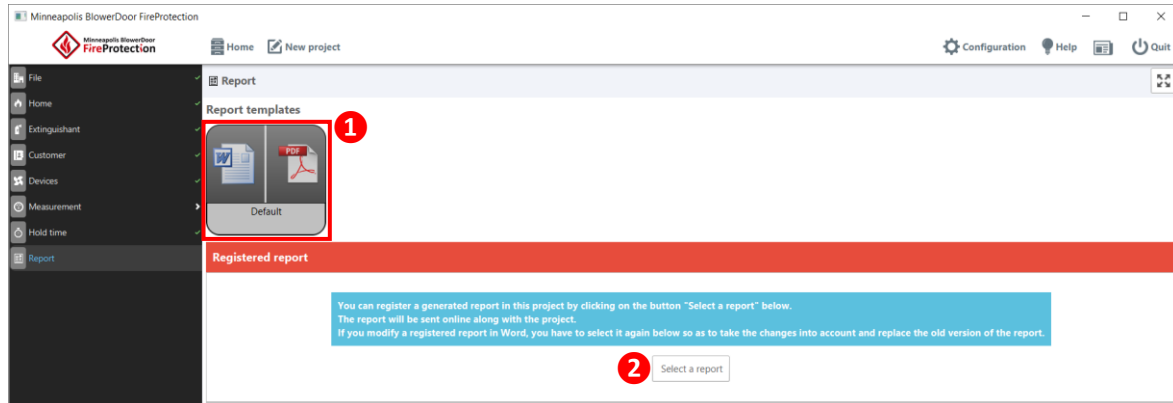 Minneapolis BlowerDoor FireProtection
Minneapolis BlowerDoor
FireProtection
Home
New project
Configuration
Help
Quit
File
Home
Extinguishant
Customer
Devices
Measurement
Hold time
Report
Report
Report templates
1
W
PDF
Default
Registered report
You can register a generated report in this project by clicking on the button "Select a report" below.
The report will be sent online along with the project.
If you modify a registered report in Word, you have to select it again below so as to take the changes into account and replace the old version of the report.
2
Select a report